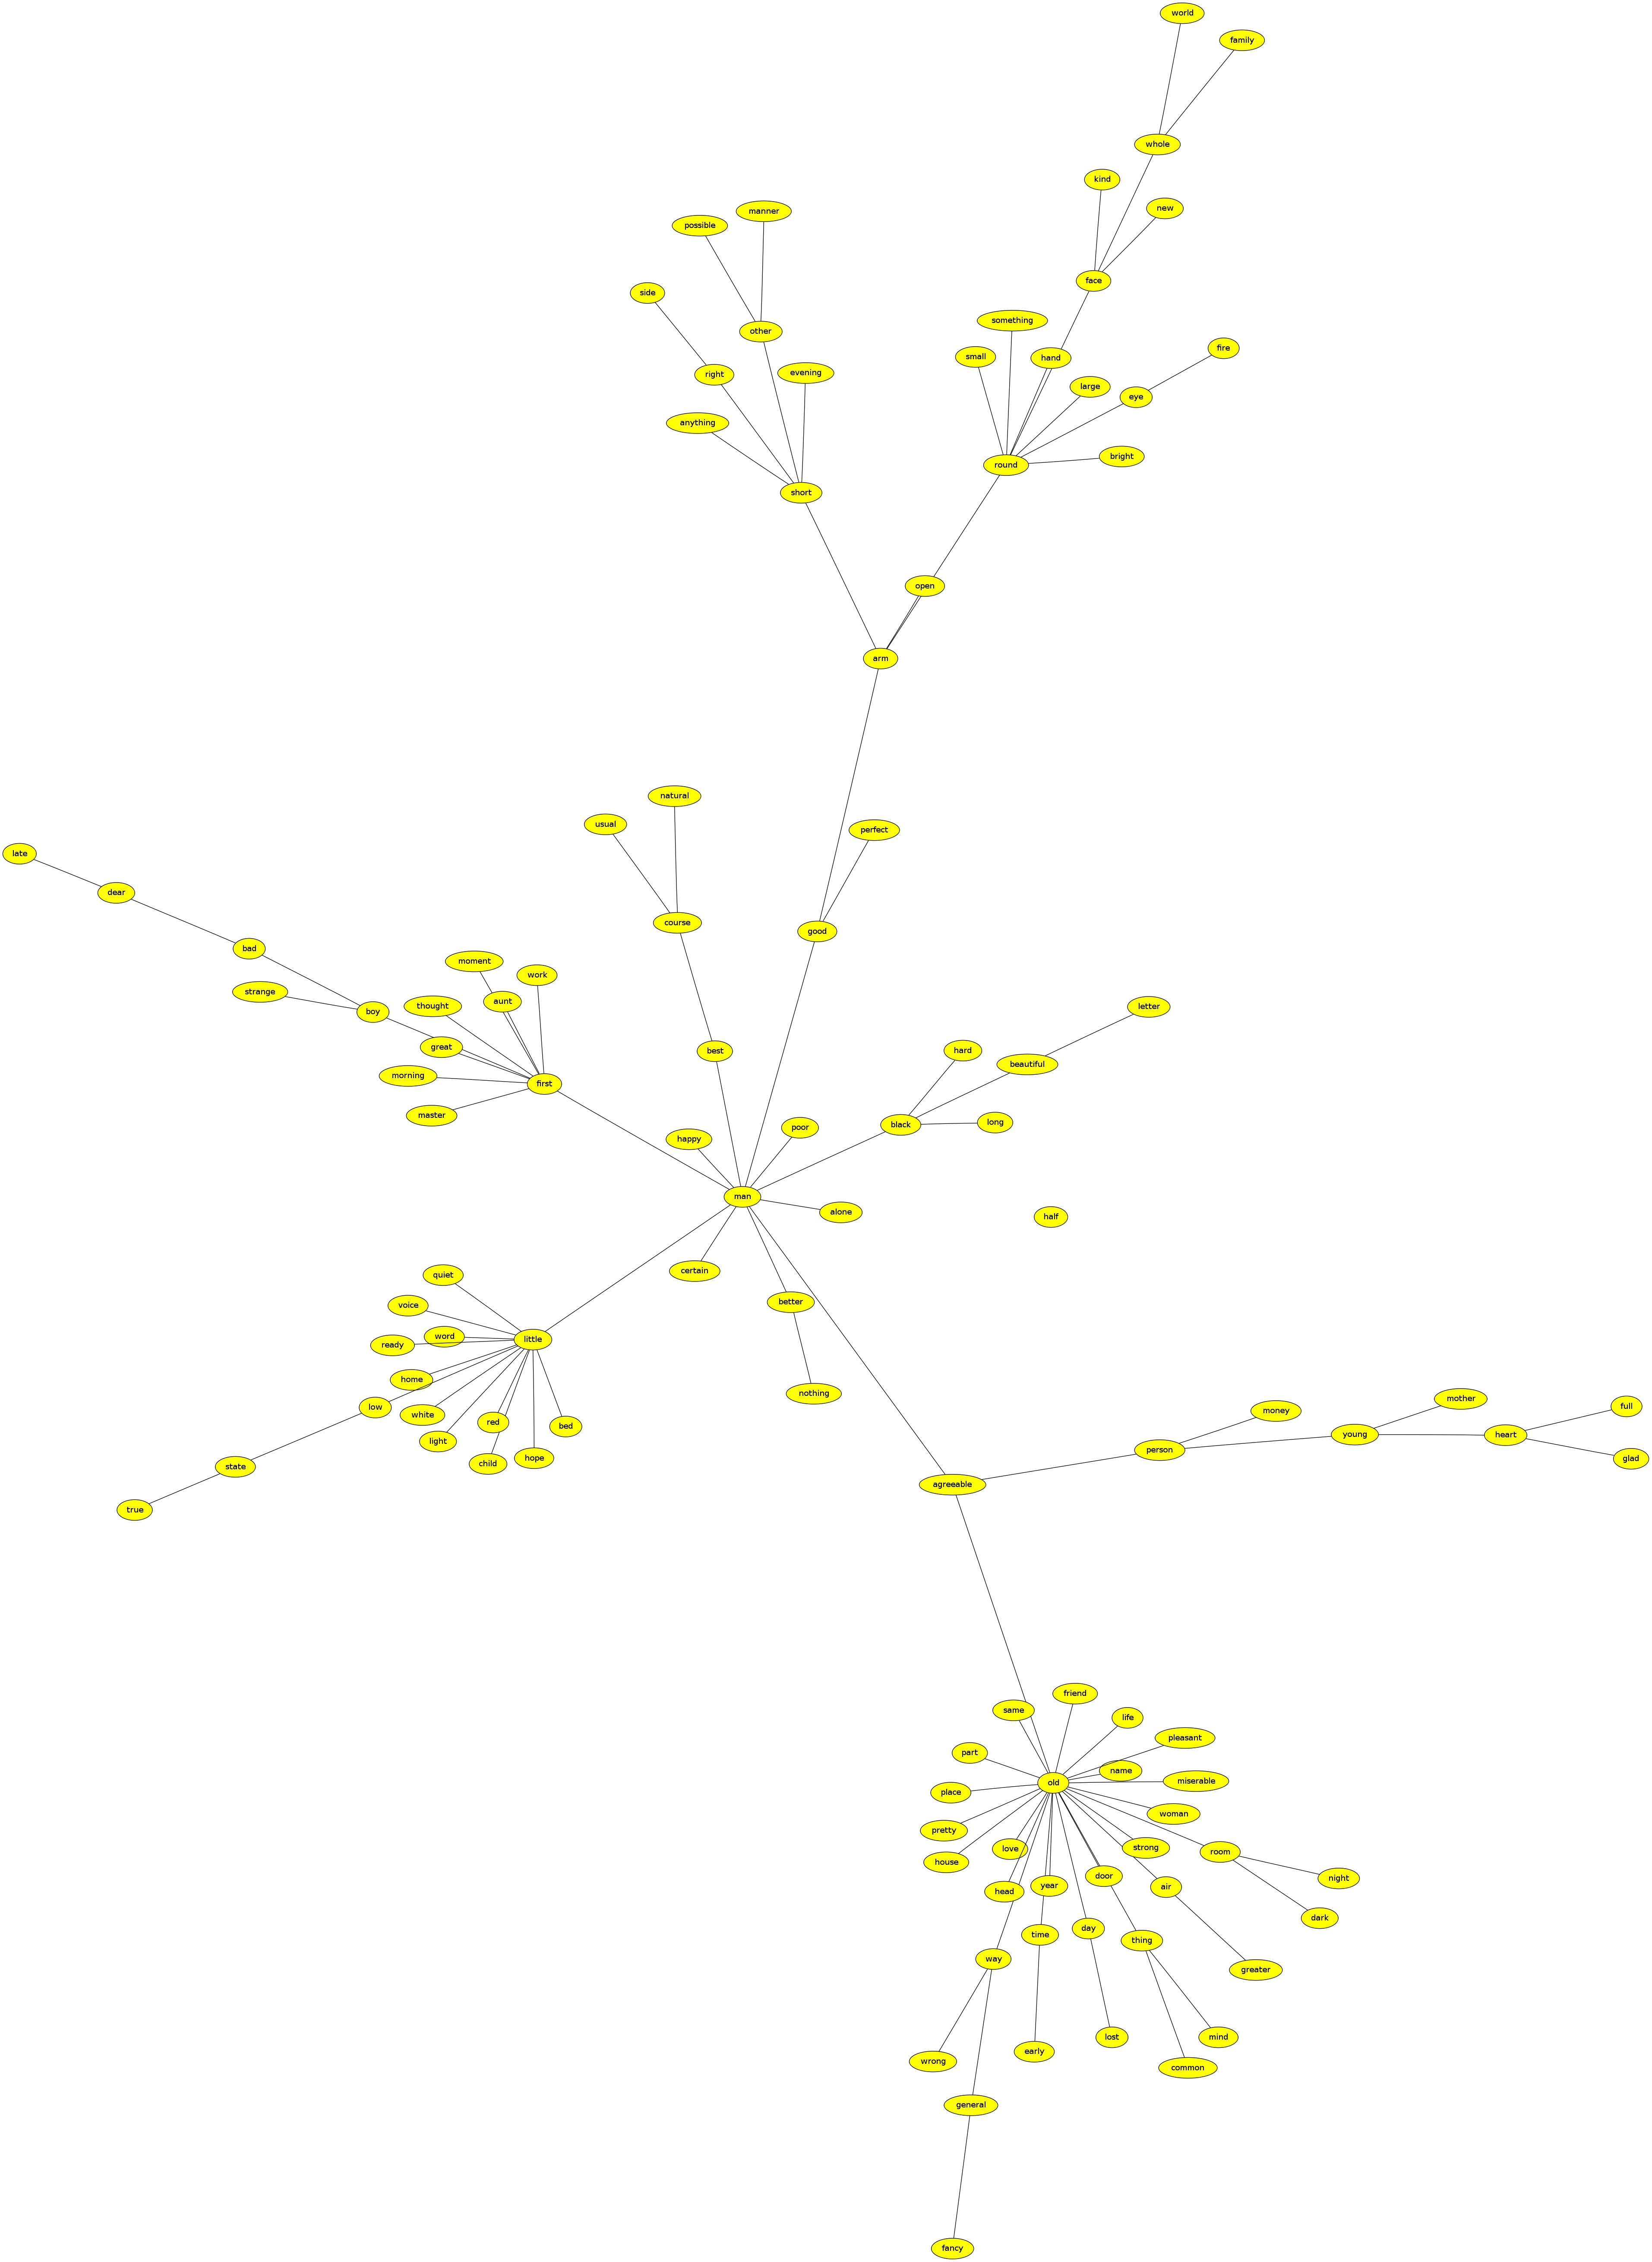 world
family
whole
kind
new
manner
possible
face
side
something
other
fire
small
hand
evening
right
large
eye
anything
bright
round
short
open
arm
natural
usual
perfect
late
dear
course
good
bad
moment
work
strange
aunt
thought
letter
boy
great
hard
best
beautiful
morning
first
master
long
black
poor
happy
man
alone
half
certain
quiet
better
voice
word
little
ready
home
nothing
mother
low
full
money
white
red
bed
young
heart
light
person
hope
glad
child
state
agreeable
true
friend
same
life
pleasant
part
name
miserable
old
place
woman
pretty
strong
love
room
house
door
night
year
air
head
dark
day
time
thing
way
greater
lost
mind
early
wrong
common
general
fancy